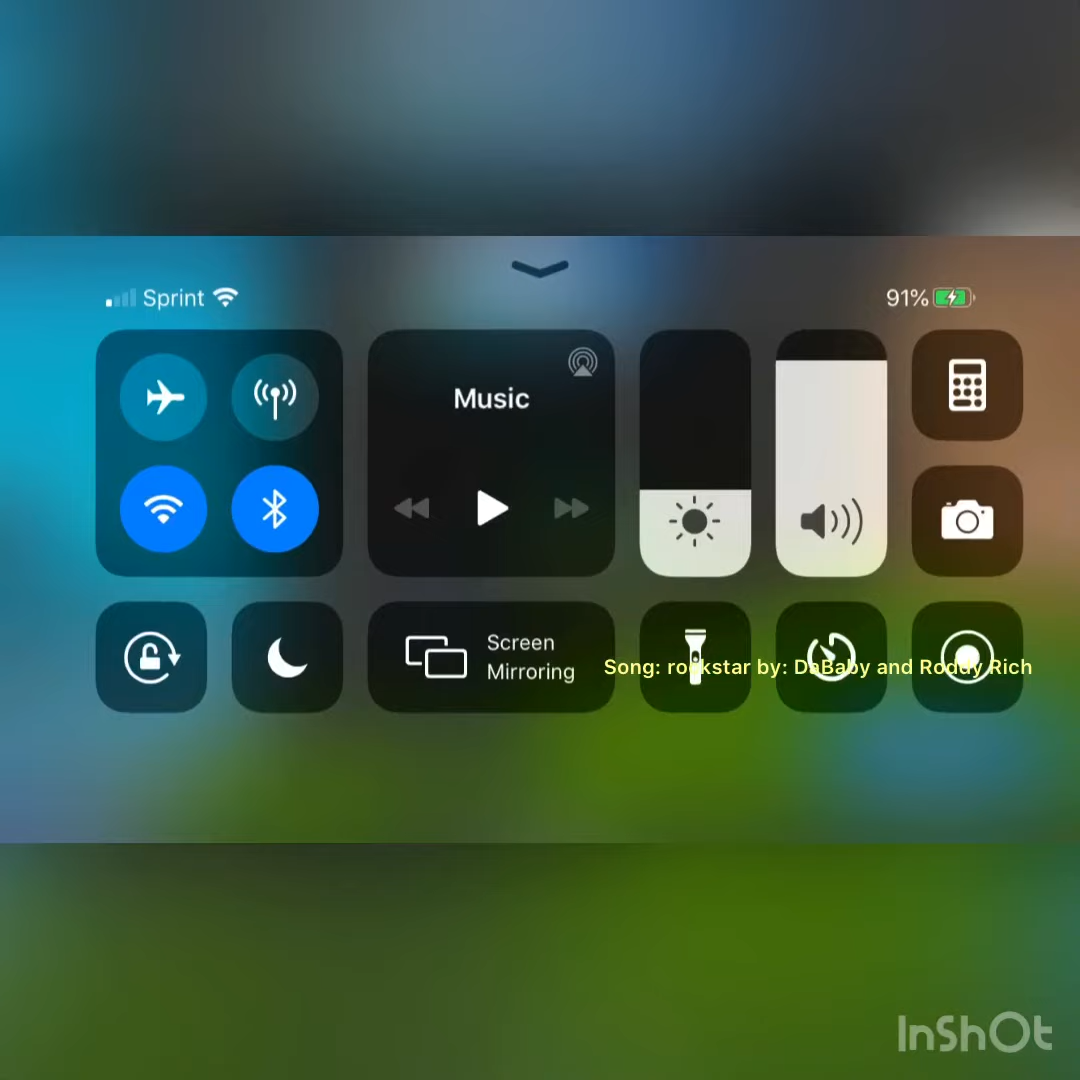 Sprint
91%
Music
Screen
Mirroring
Song: rockstar by: DaBaby and Roddy Rich
InShOt